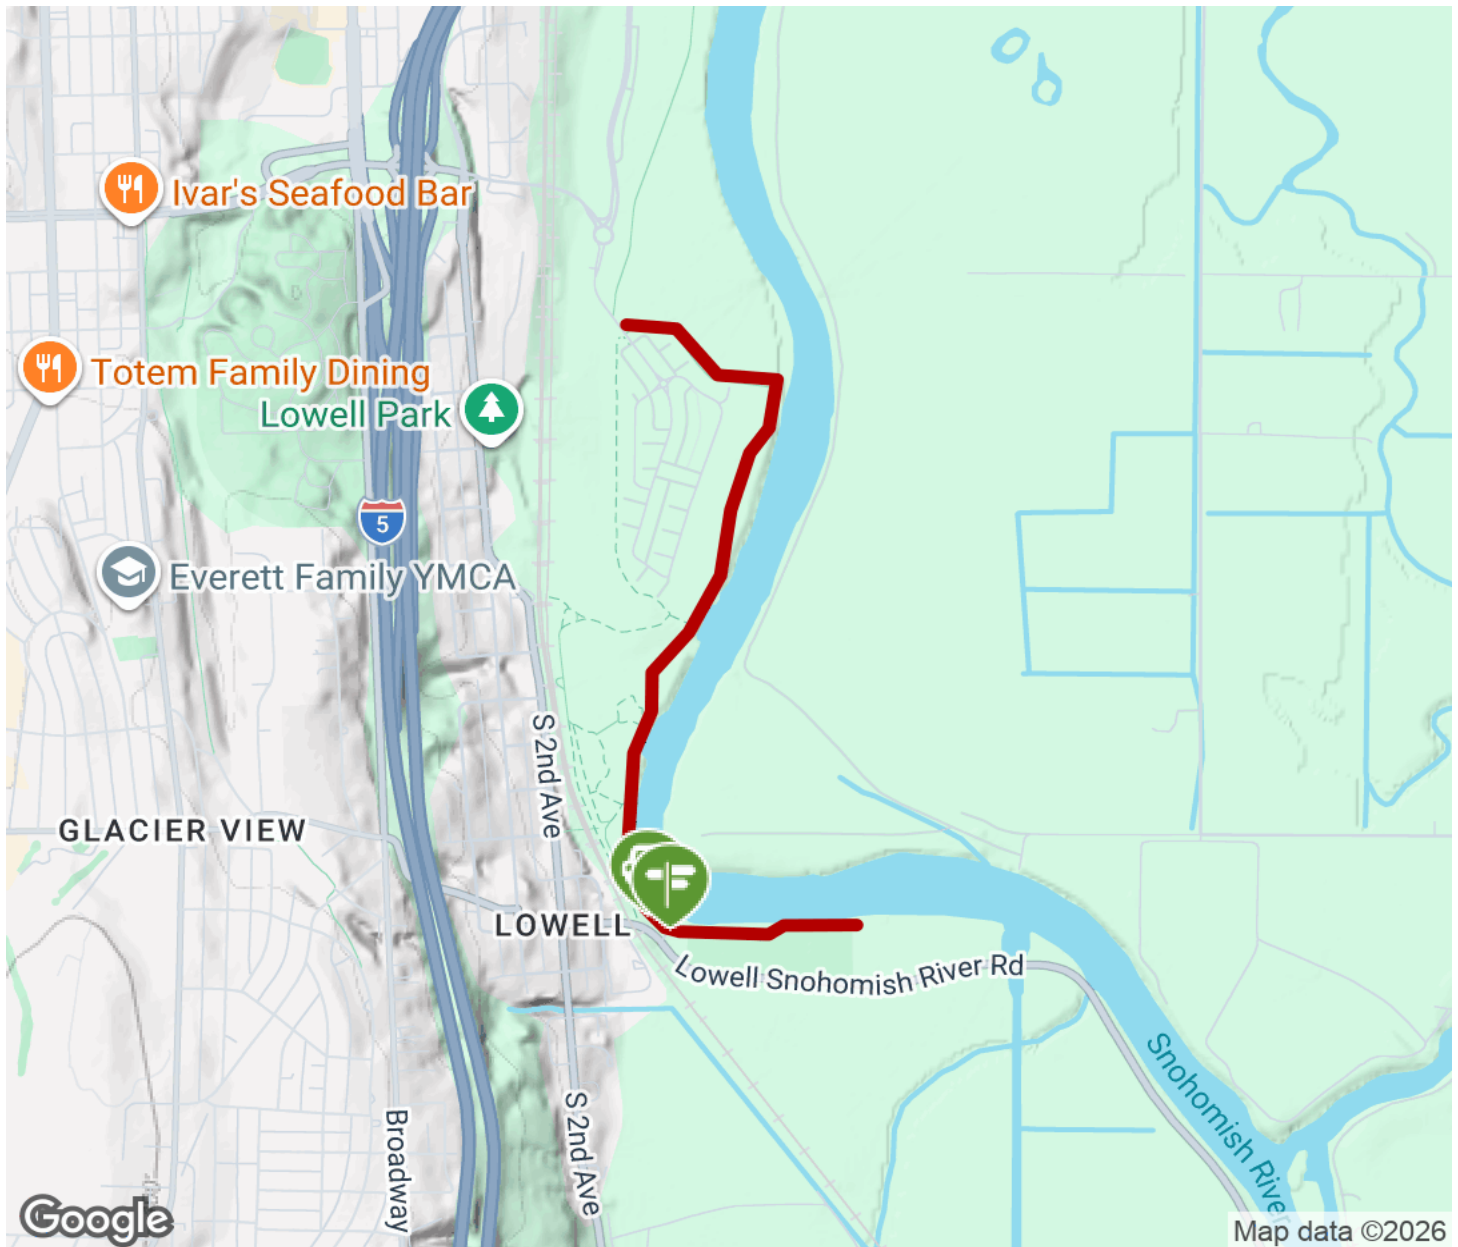 Ivar's Seafood Bar
Totem Family Dining
Lowell Park
5
Everett Family YMCA
S 2nd Ave
GLACIER VIEW
LOWELL
Lowell Snohomish River Rd
Snohomish River
S 2nd Ave
Broadway
Google
Map data ©2026